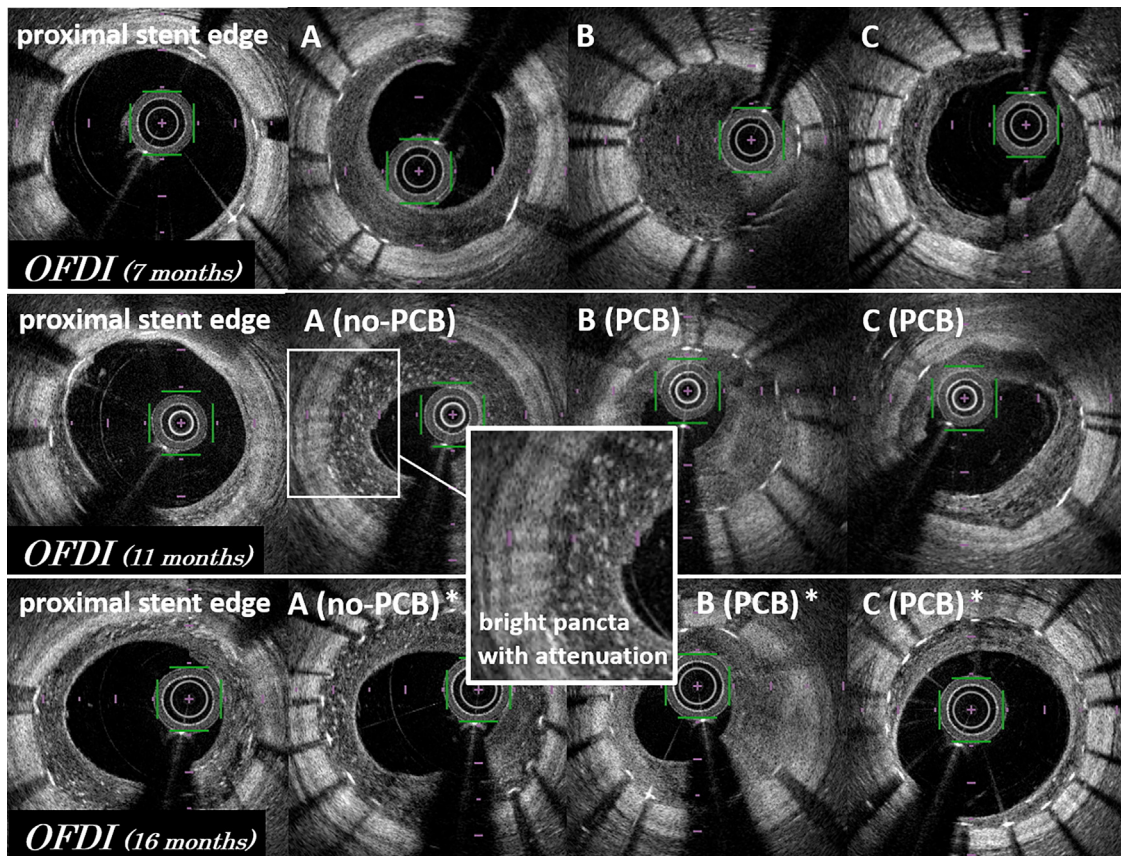 proximal stent edge
A
B
C
OFDI (7 months)
proximal stent edge
A (no-PCB)
B (PCB)
C (PCB)
OFDI (11 months)
bright pancta
with attenuation
proximal stent edge
A (no-PCB)*
B (PCB)*
C (PCB)*
OFDI (16 months)